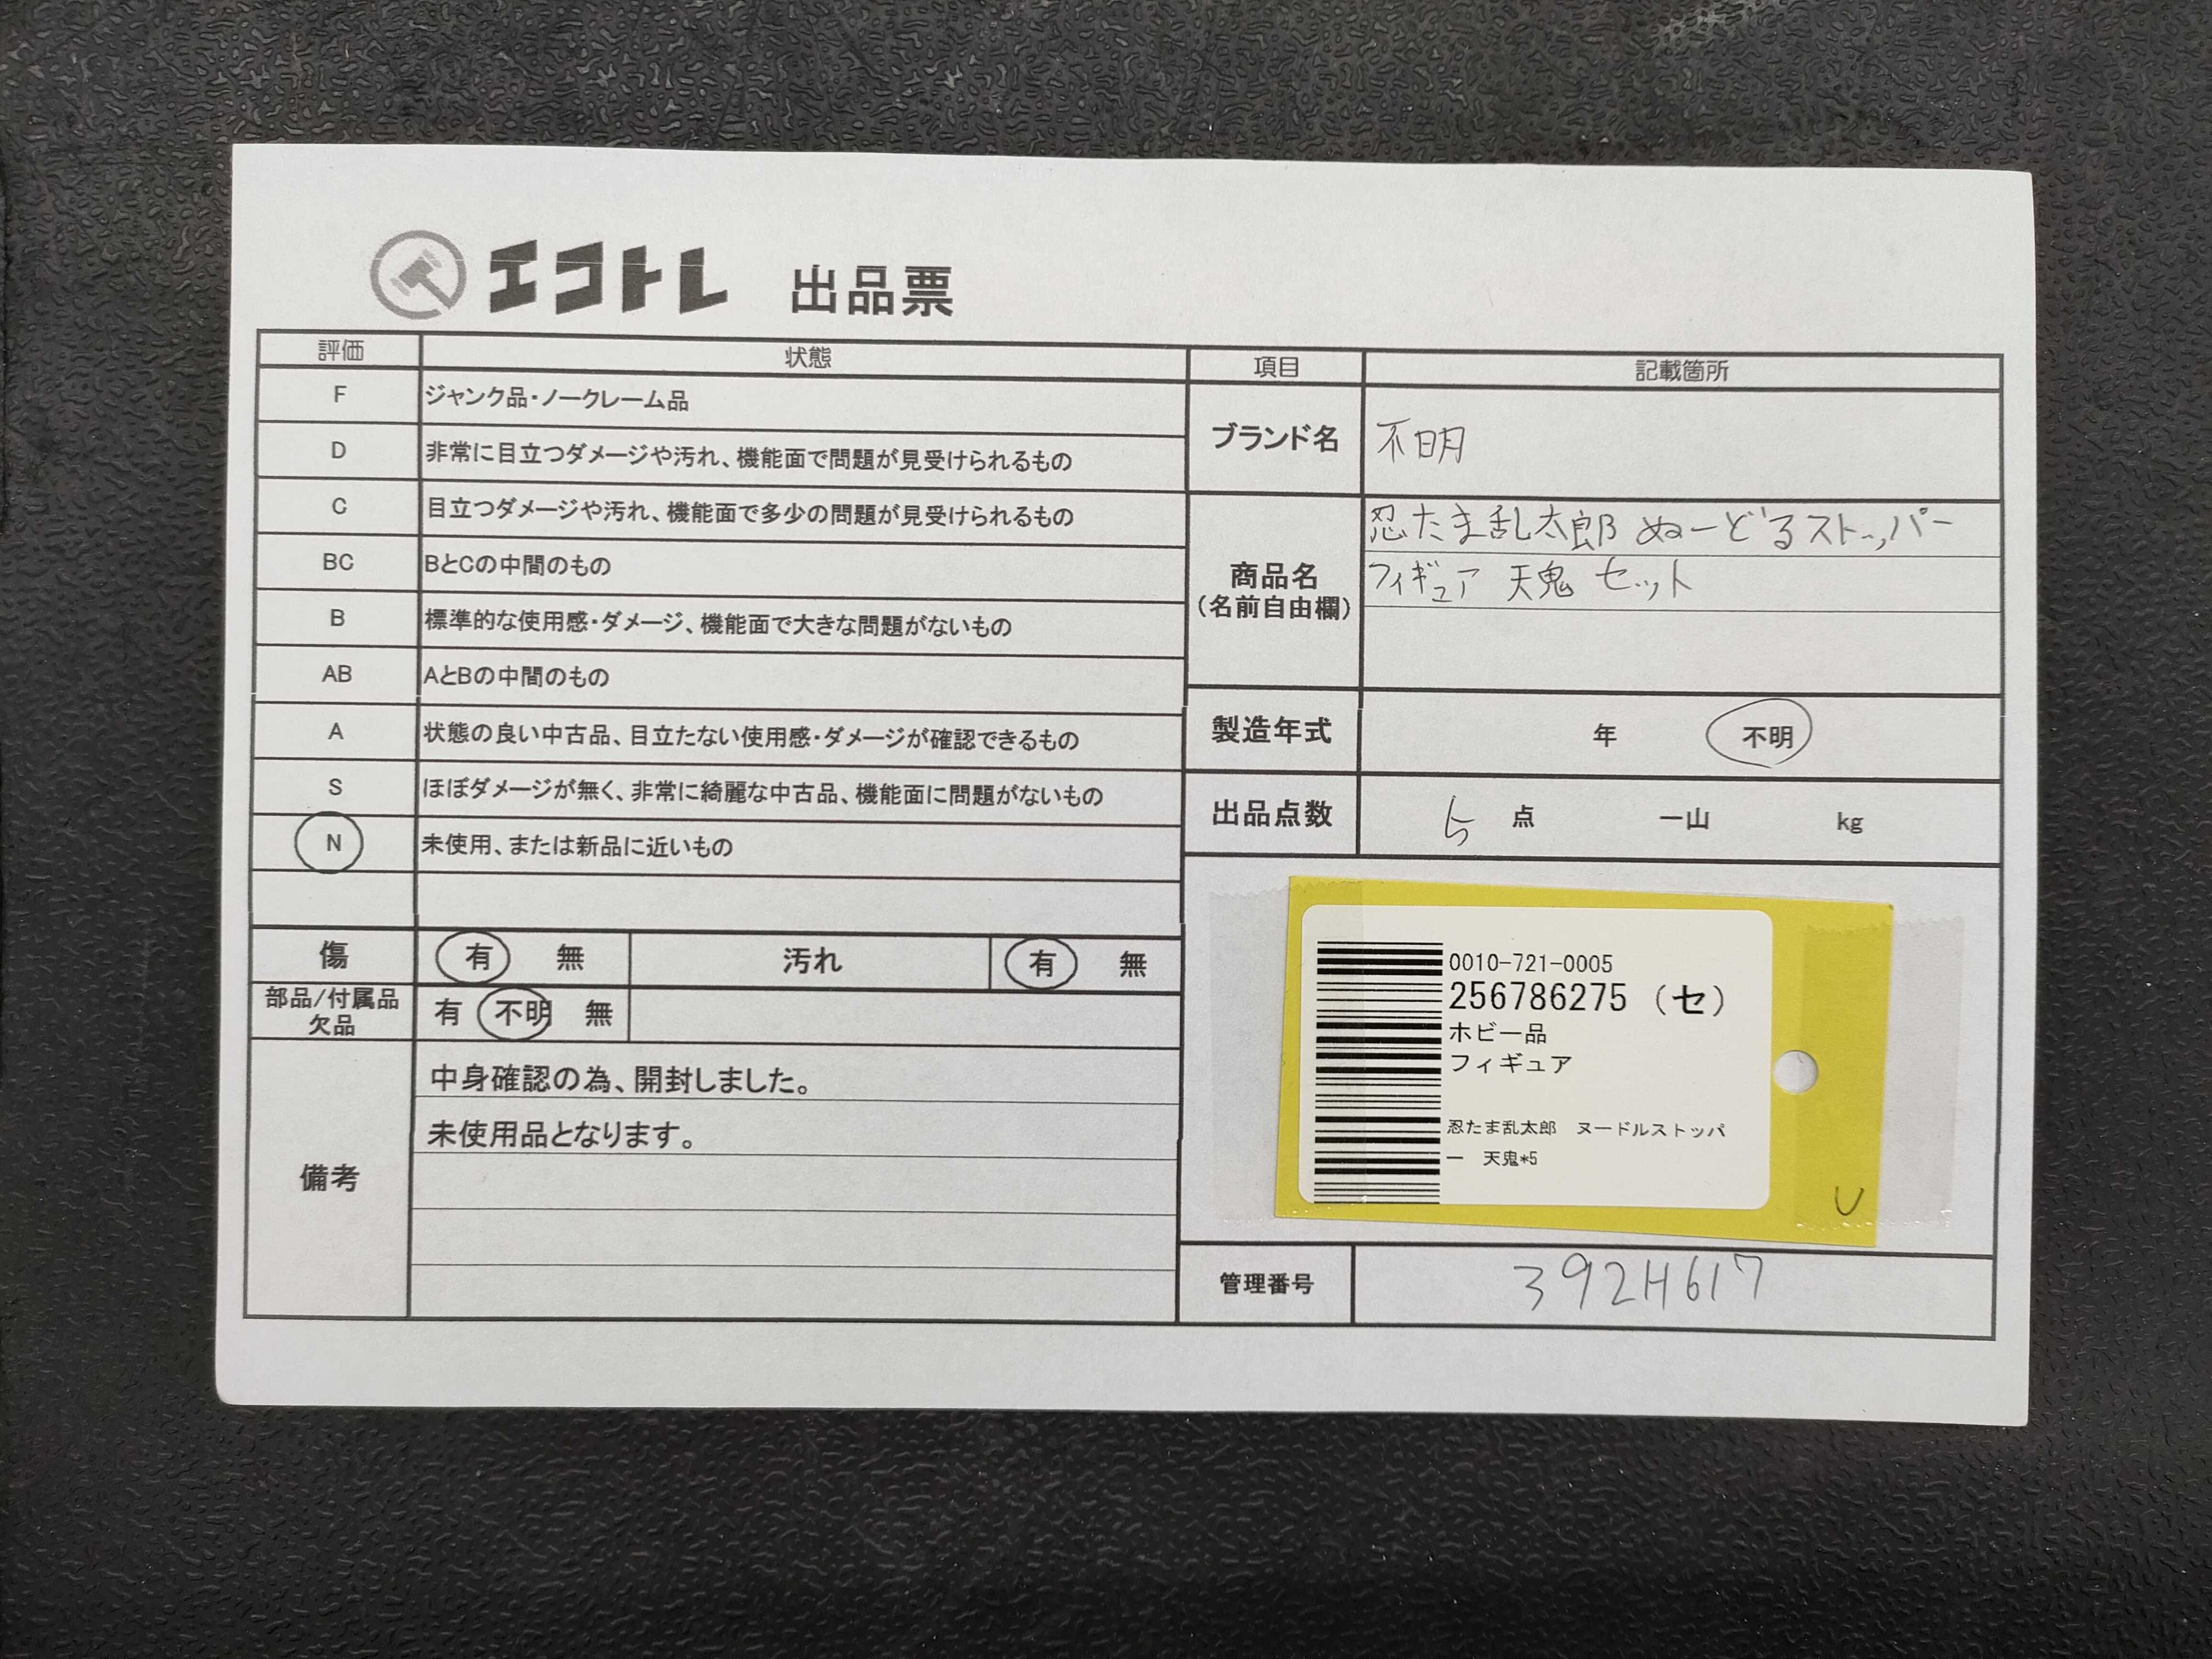 エコトレ 出品票
評価 状態
F ジャンク品・ノークレーム品
D 非常に目立つダメージや汚れ、機能面で問題が見受けられるもの
C 目立つダメージや汚れ、機能面で多少の問題が見受けられるもの
BC BとCの中間のもの
B 標準的な使用感・ダメージ、機能面で大きな問題がないもの
AB AとBの中間のもの
A 状態の良い中古品、目立たない使用感・ダメージが確認できるもの
S ほぼダメージが無く、非常に綺麗な中古品、機能面に問題がないもの
N 未使用、または新品に近いもの
傷 有 無 汚れ 有 無
部品/付属品
欠品 有 不明 無
備考
中身確認の為、開封しました。
未使用品となります。
項目 記載箇所
ブランド名 不明
商品名
(名前自由欄)
忍たま乱太郎 ぬーどるストッパー
フィギュア 天鬼 セット
製造年式 年 不明
出品点数 5 点 一山 kg
0010-721-0005
256786275 (セ)
ホビー品
フィギュア
忍たま乱太郎 ヌードルストッパ
ー 天鬼*5
U
管理番号 392H617